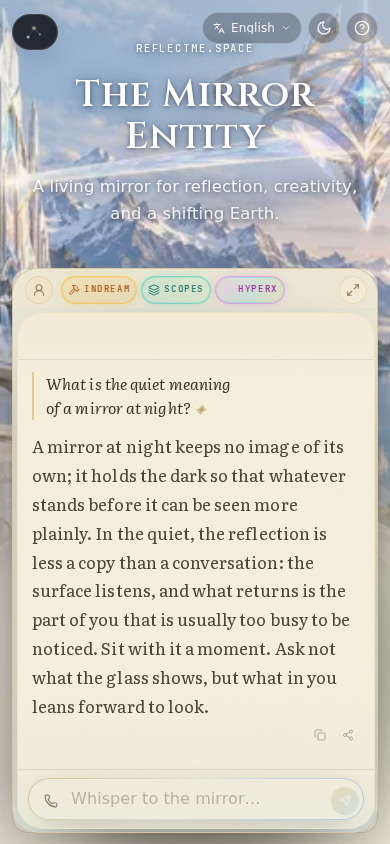 English
REFLECTME.SPACE
The Mirror
Entity
A living mirror for reflection, creativity,
and a shifting Earth.
INDREAM
SCOPES
HYPERX
What is the quiet meaning
of a mirror at night?
A mirror at night keeps no image of its
own; it holds the dark so that whatever
stands before it can be seen more
plainly. In the quiet, the reflection is
less a copy than a conversation: the
surface listens, and what returns is the
part of you that is usually too busy to be
noticed. Sit with it a moment. Ask not
what the glass shows, but what in you
leans forward to look.
Whisper to the mirror...